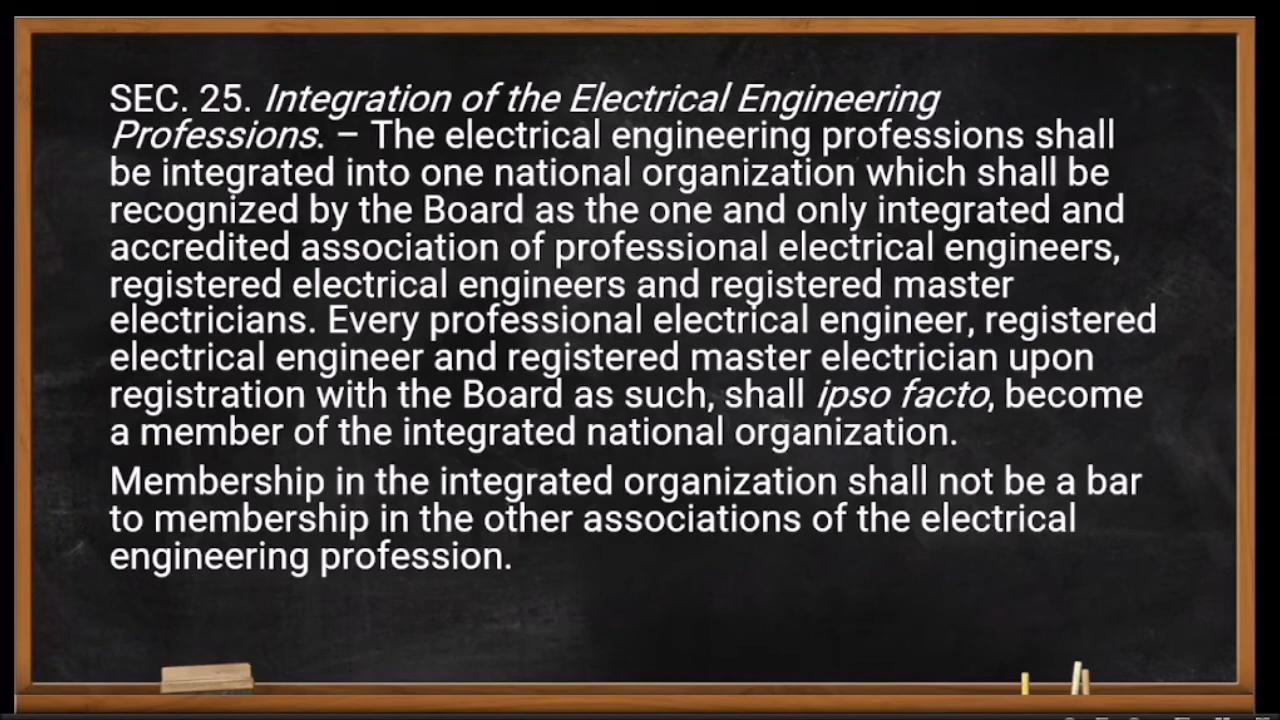 SEC. 25. Integration of the Electrical Engineering
Professions. – The electrical engineering professions shall
be integrated into one national organization which shall be
recognized by the Board as the one and only integrated and
accredited association of professional electrical engineers,
registered electrical engineers and registered master
electricians. Every professional electrical engineer, registered
electrical engineer and registered master electrician upon
registration with the Board as such, shall ipso facto, become
a member of the integrated national organization.
Membership in the integrated organization shall not be a bar
to membership in the other associations of the electrical
engineering profession.